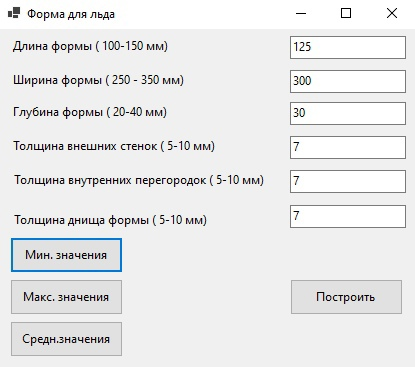 Форма для льда
Длина формы ( 100-150 мм) 125
Ширина формы ( 250 - 350 мм) 300
Глубина формы ( 20-40 мм) 30
Толщина внешних стенок ( 5-10 мм) 7
Толщина внутренних перегородок ( 5-10 мм) 7
Толщина днища формы ( 5-10 мм) 7
Мин. значения
Макс. значения Построить
Средн.значения